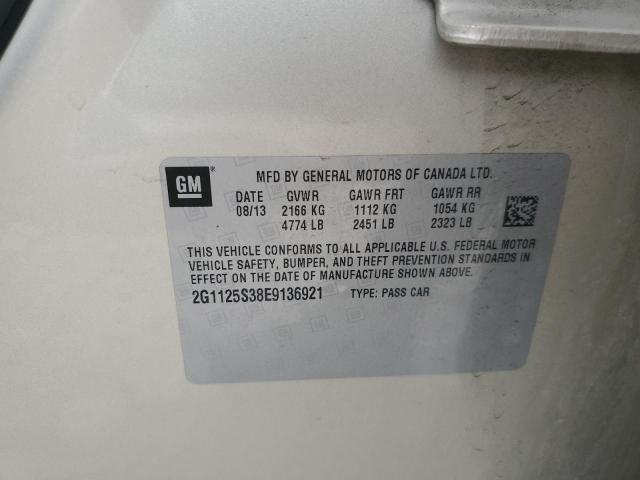 GM ®
MFD BY GENERAL MOTORS OF CANADA LTD.
DATE GVWR GAWR FRT GAWR RR
08/13 2166 KG 1112 KG 1054 KG
4774 LB 2451 LB 2323 LB
THIS VEHICLE CONFORMS TO ALL APPLICABLE U.S. FEDERAL MOTOR
VEHICLE SAFETY, BUMPER, AND THEFT PREVENTION STANDARDS
IN EFFECT ON THE DATE OF MANUFACTURE SHOWN ABOVE.
2G1125S38E9136921 TYPE: PASS CAR